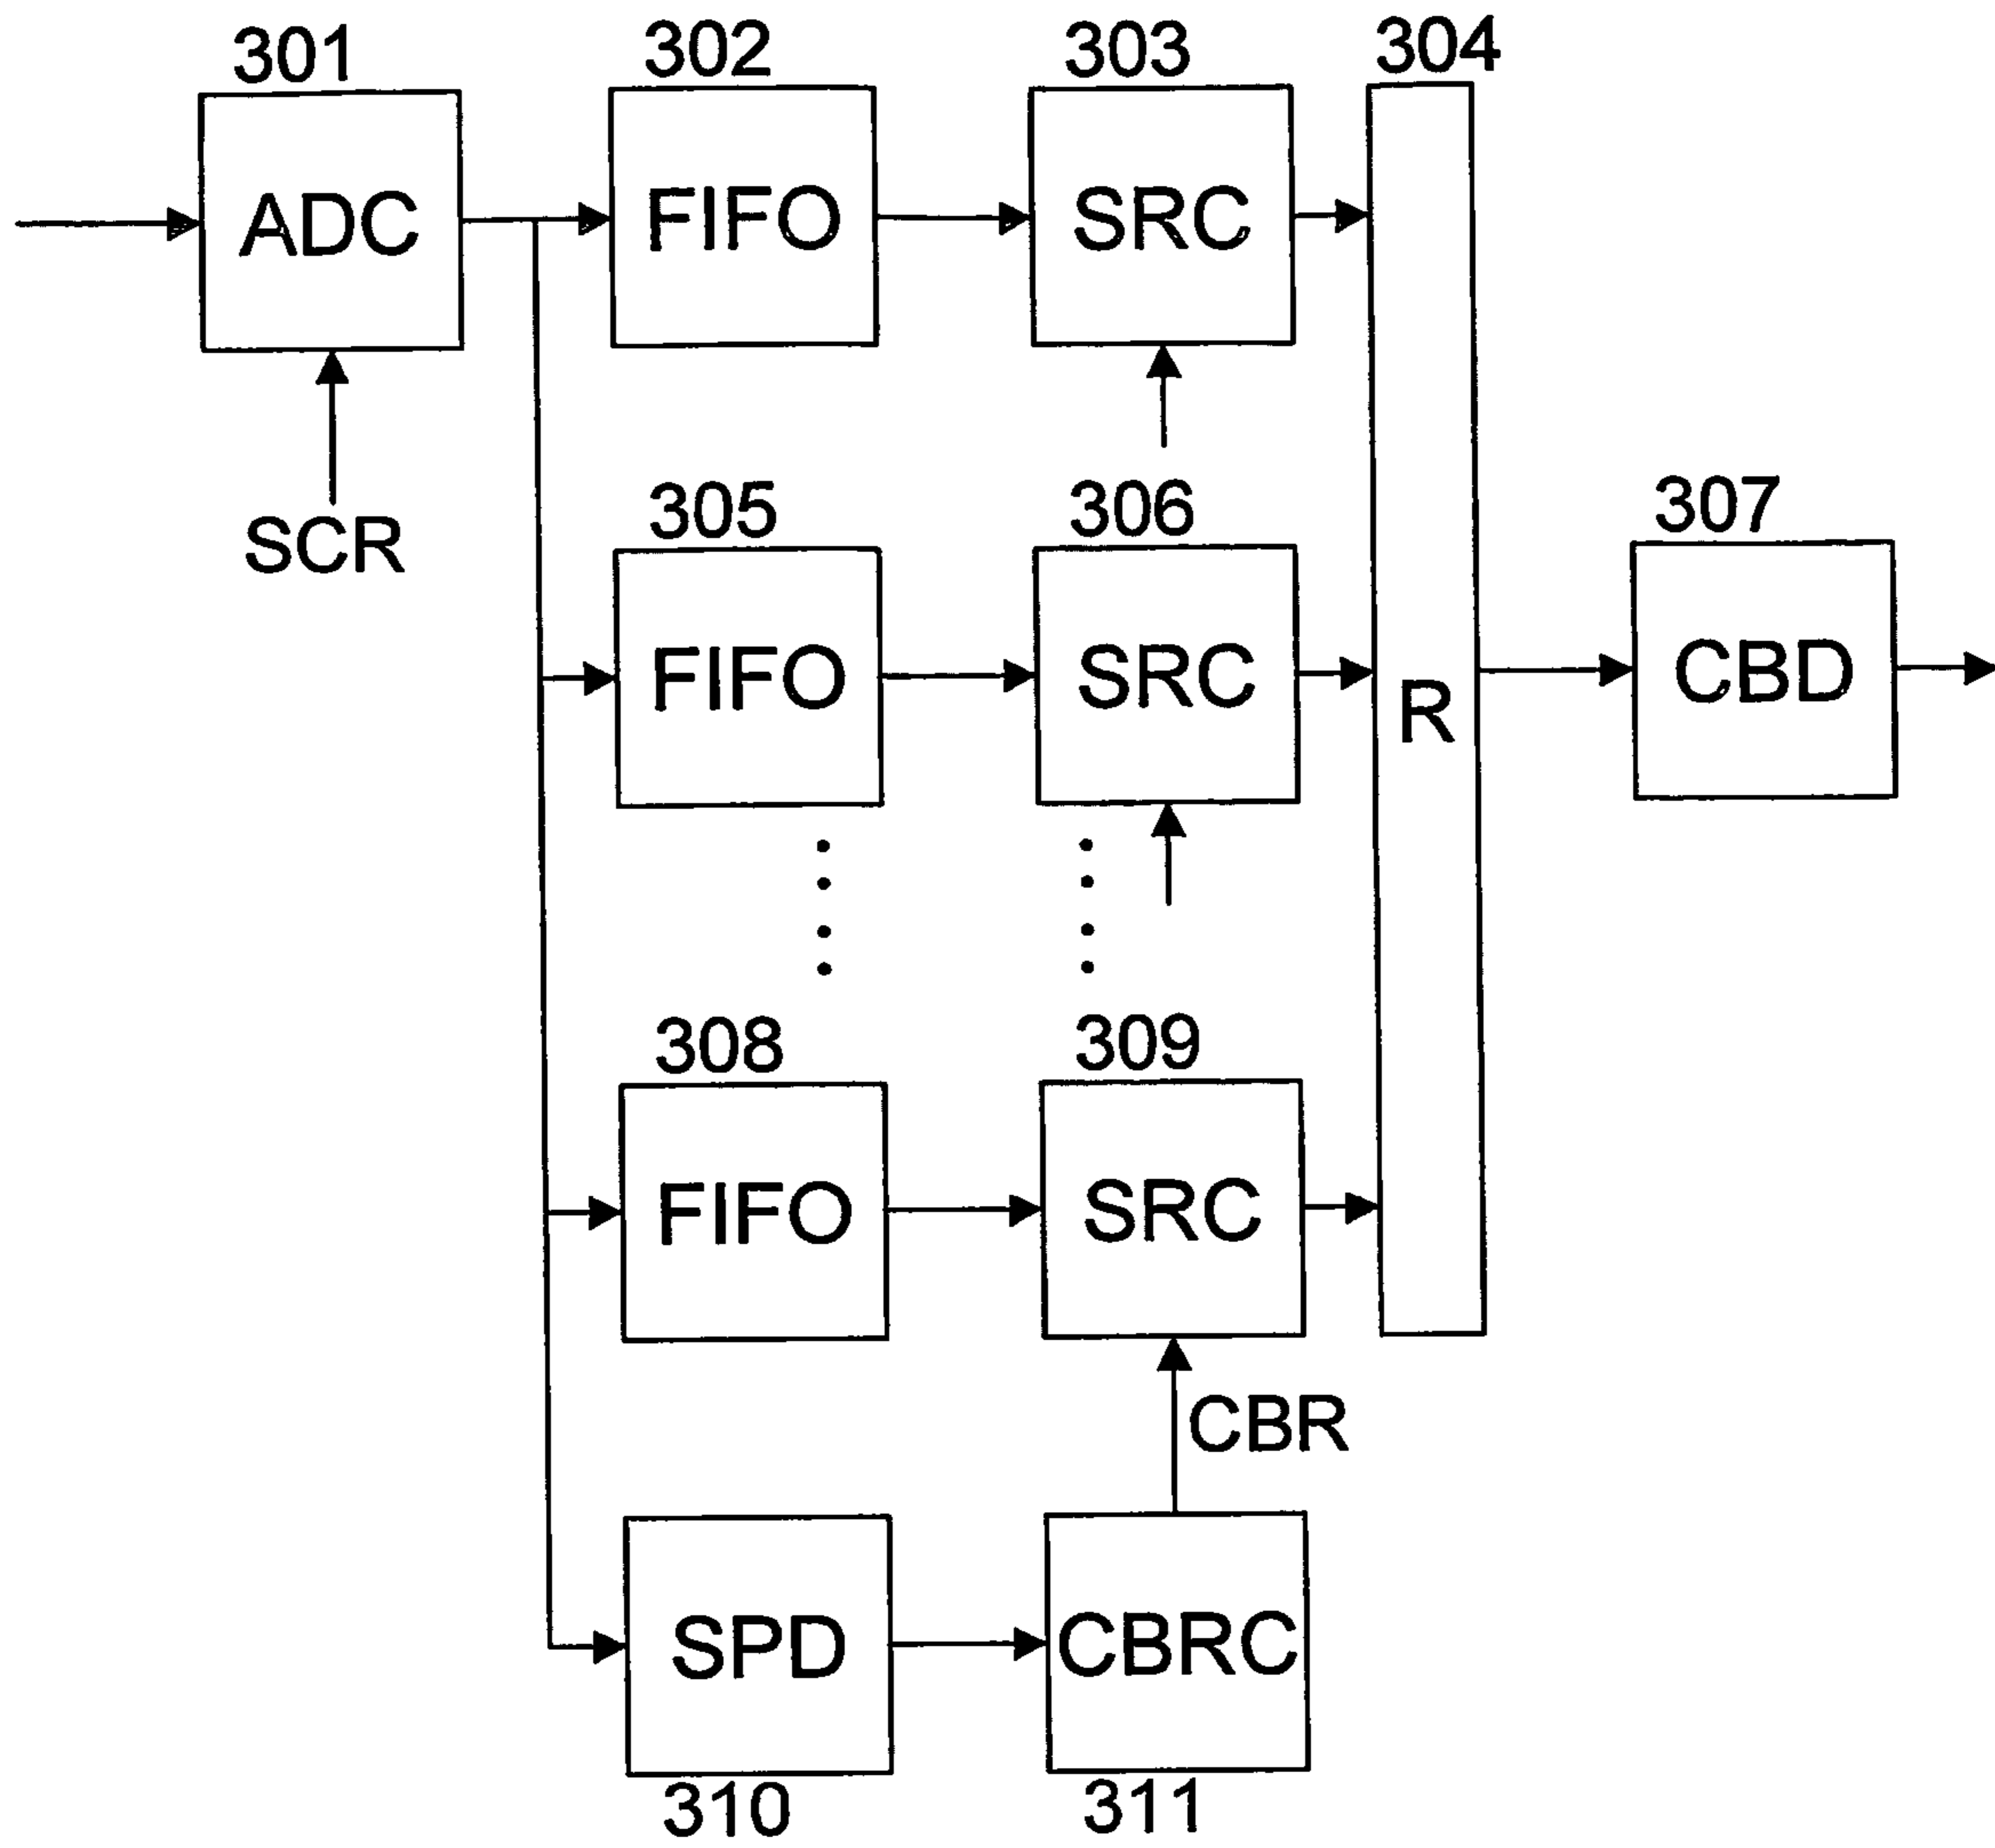 301
302
303
304
ADC
FIFO
SRC
SCR
305
306
307
FIFO
SRC
R
CBD
308
309
FIFO
SRC
CBR
SPD
CBRC
310
311